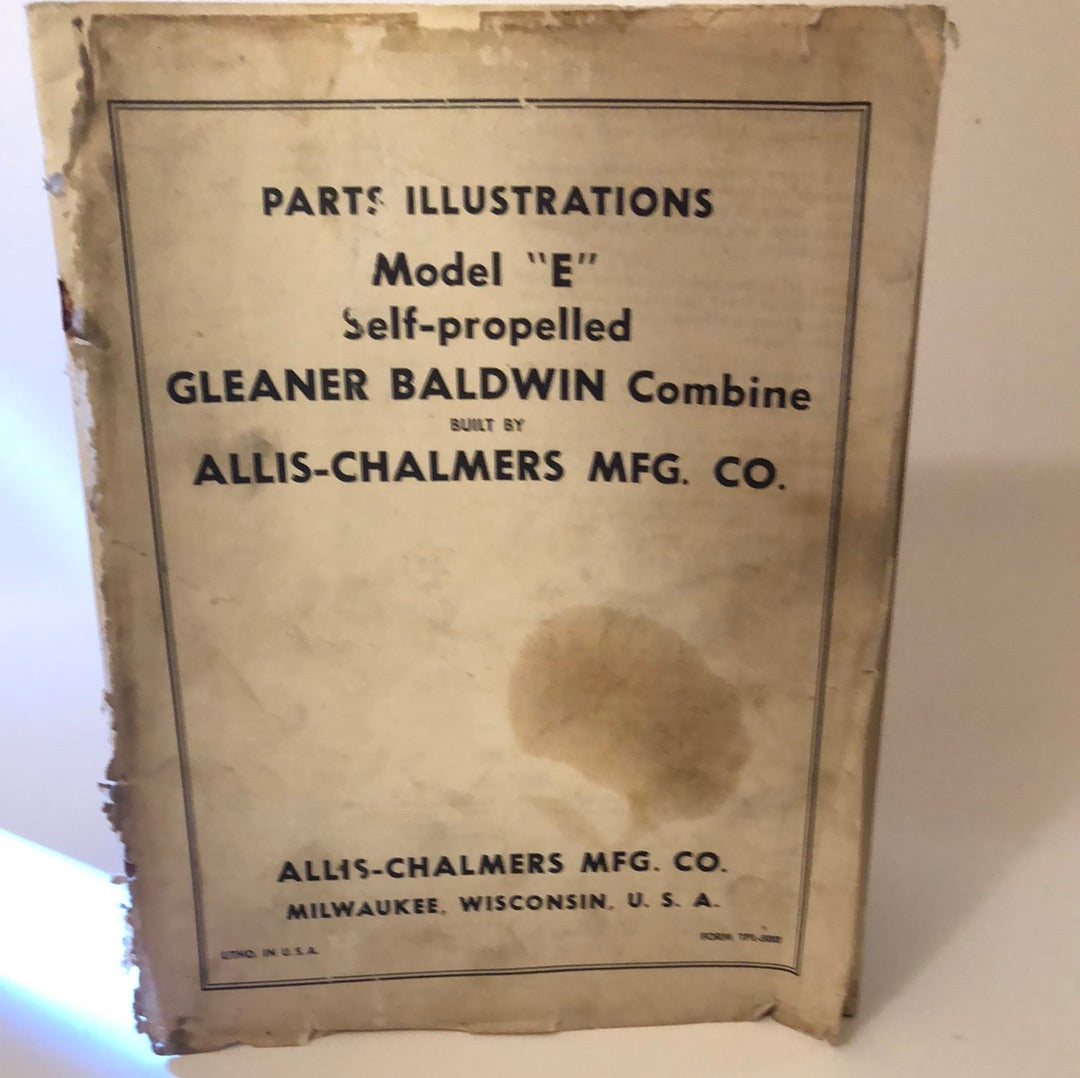 PARTS ILLUSTRATIONS
Model "E"
Self-propelled
GLEANER BALDWIN Combine
BUILT BY
ALLIS-CHALMERS MFG. CO.
ALLIS-CHALMERS MFG. CO.
MILWAUKEE, WISCONSIN, U. S. A.
LITHO. IN U.S.A.
FORM